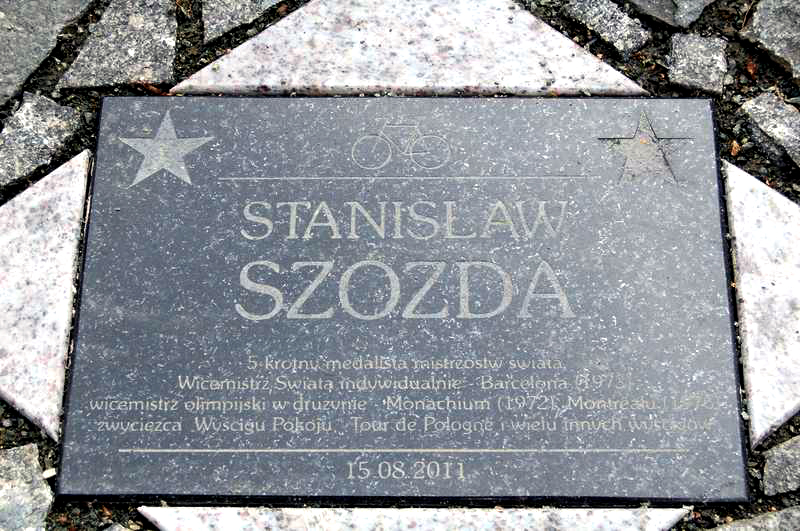 STANISŁAW
SZOZDA
5-krotny medalista mistrzostw świata
Wicemistrz Świata indywidualnie - Barcelona (1973)
wicemistrz olimpijski w drużynie - Monachium (1972), Montreal (1976)
zwycięzca Wyścigu Pokoju, Tour de Pologne i wielu innych wyścigów
15.08.2011